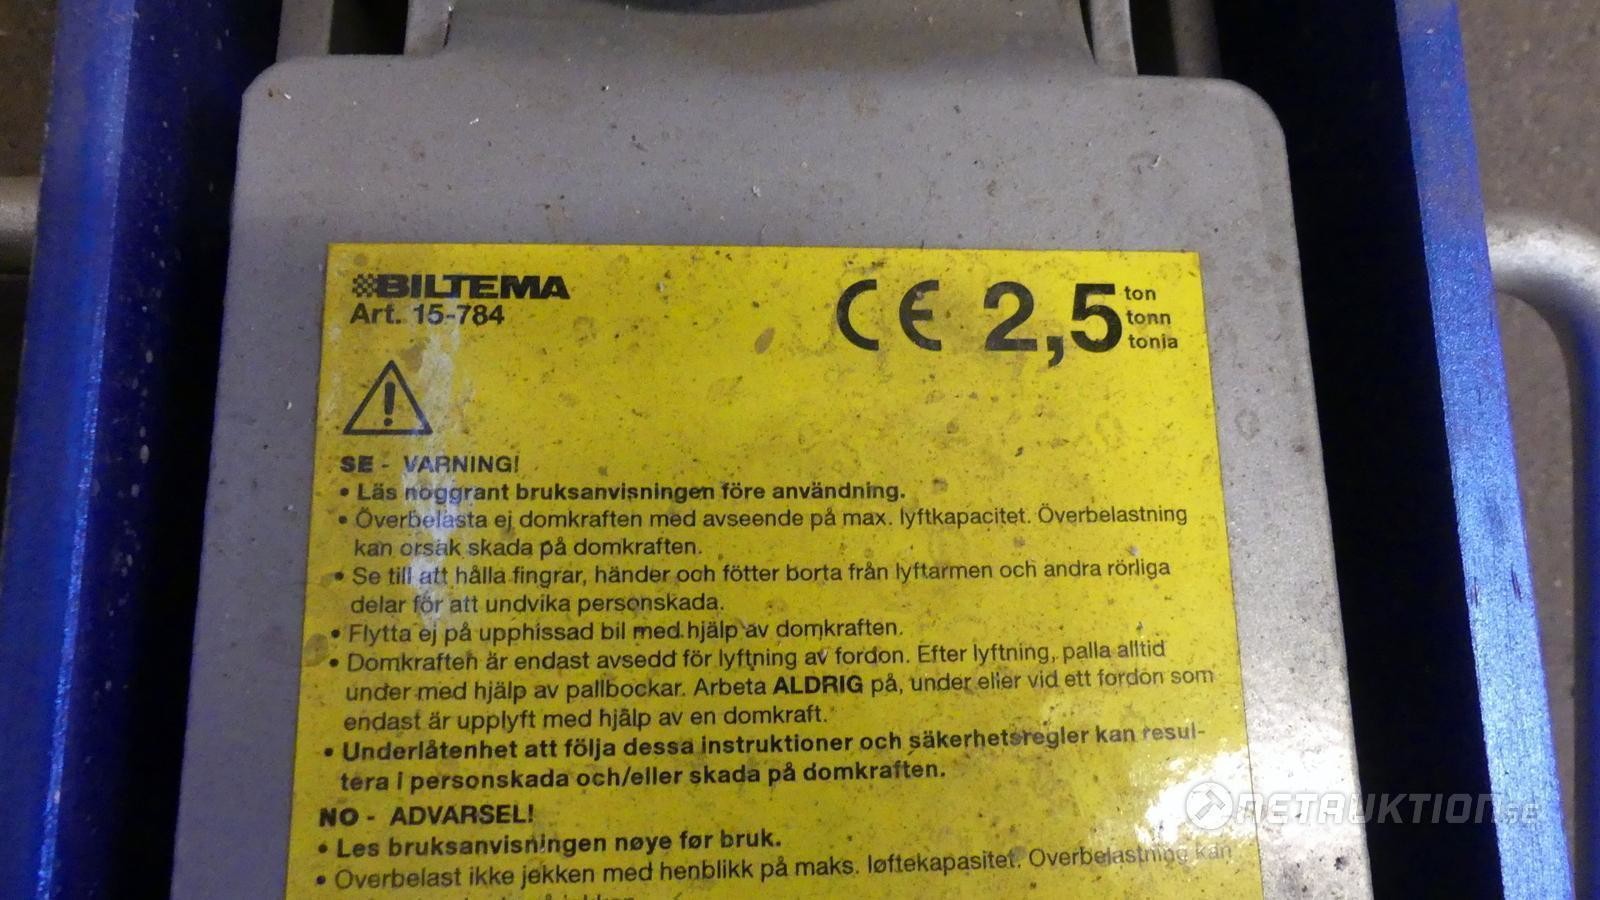 BILTEMA
Art. 15-784
CE 2,5 ton
tonn
tonia
SE - VARNING!
• Läs noggrant bruksanvisningen före användning.
• Överbelasta ej domkraften med avseende på max. lyftkapacitet. Överbelastning
kan orsak skada på domkraften.
• Se till att hålla fingrar, händer och fötter borta från lyftarmen och andra rörliga
delar för att undvika personskada.
• Flytta ej på upphissad bil med hjälp av domkraften.
• Domkraften är endast avsedd för lyftning av fordon. Efter lyftning, palla alltid
under med hjälp av pallbockar. Arbeta ALDRIG på, under eller vid ett fordon som
endast är upplyft med hjälp av en domkraft.
• Underlåtenhet att följa dessa instruktioner och säkerhetsregler kan resul-
tera i personskada och/eller skada på domkraften.
NO - ADVARSEL!
• Les bruksanvisningen nøye før bruk.
• Overbelast ikke jekken med henblikk på maks. løftekapasitet. Overbelastning kan
NETAUKTION.SE